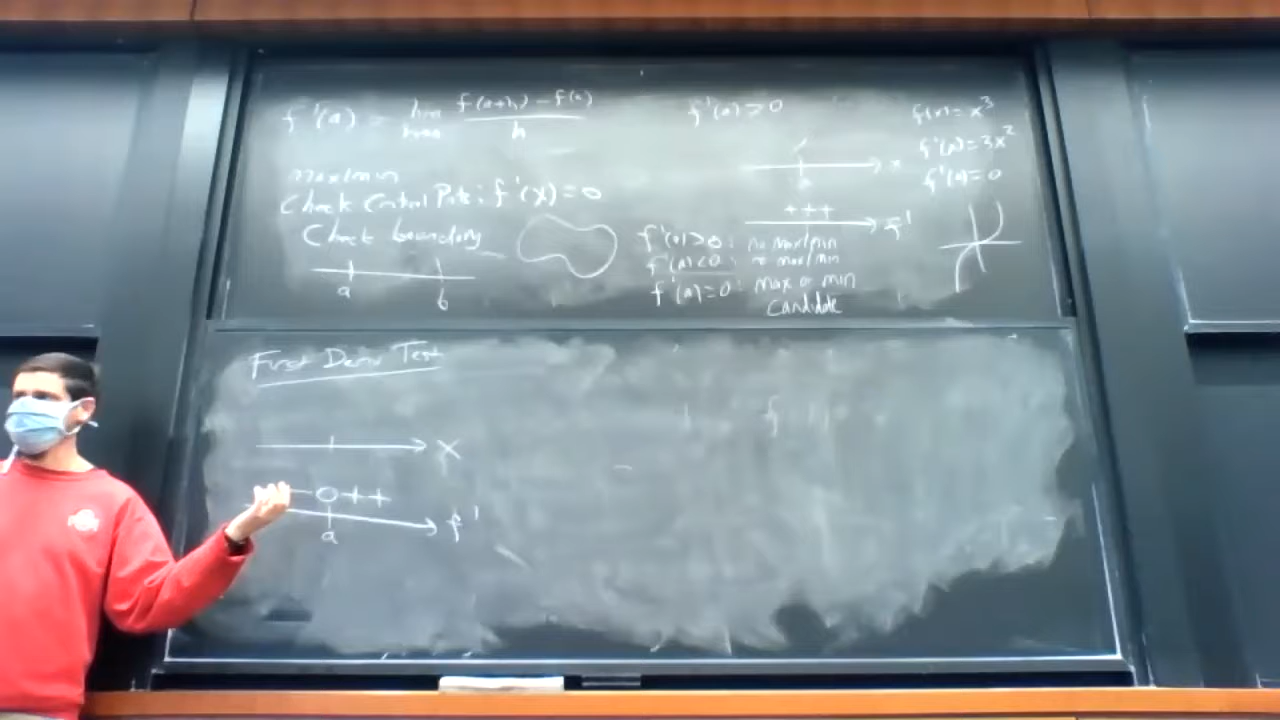 f'(a) = lim f(a+h) - f(a)
h
max/min
Check Critical Pts: f'(x) = 0
Check boundary
a b
f'(a) > 0
x
a
+++
f'
f'(a) > 0 : no max/min
f'(a) < 0 : no max/min
f'(a) = 0 : max or min
candidate
f(x) = x³
f'(x) = 3x²
f'(0) = 0
First Deriv Test
x
0 ++
a
f'